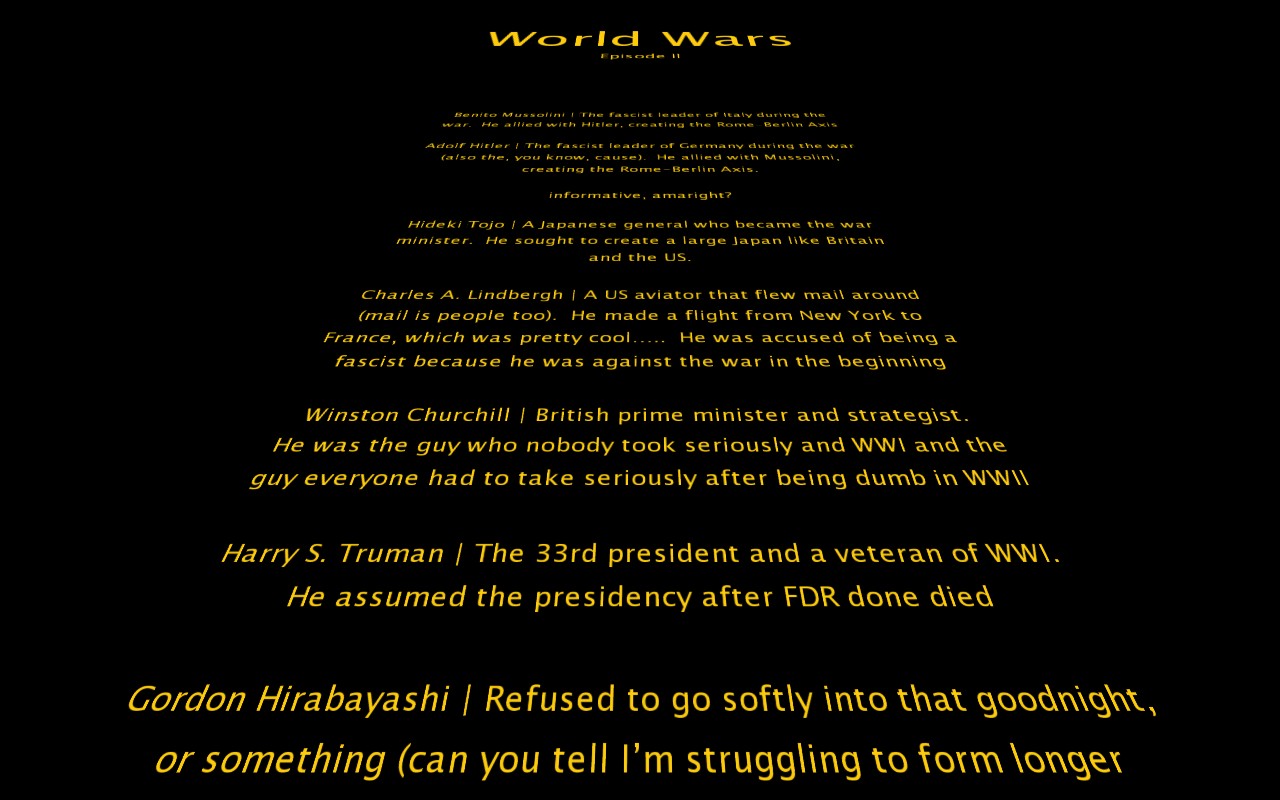 World Wars
Episode II
Benito Mussolini | The fascist leader of Italy during the
war.  He allied with Hitler, creating the Rome-Berlin Axis
Adolf Hitler | The fascist leader of Germany during the war
(also the, you know, cause).  He allied with Mussolini,
creating the Rome-Berlin Axis.
informative, amaright?
Hideki Tojo | A Japanese general who became the war
minister.  He sought to create a large Japan like Britain
and the US.
Charles A. Lindbergh | A US aviator that flew mail around
(mail is people too).  He made a flight from New York to
France, which was pretty cool.....  He was accused of being a
fascist because he was against the war in the beginning
Winston Churchill | British prime minister and strategist.
He was the guy who nobody took seriously and WWI and the
guy everyone had to take seriously after being dumb in WWII
Harry S. Truman | The 33rd president and a veteran of WWI.
He assumed the presidency after FDR done died
Gordon Hirabayashi | Refused to go softly into that goodnight,
or something (can you tell I’m struggling to form longer